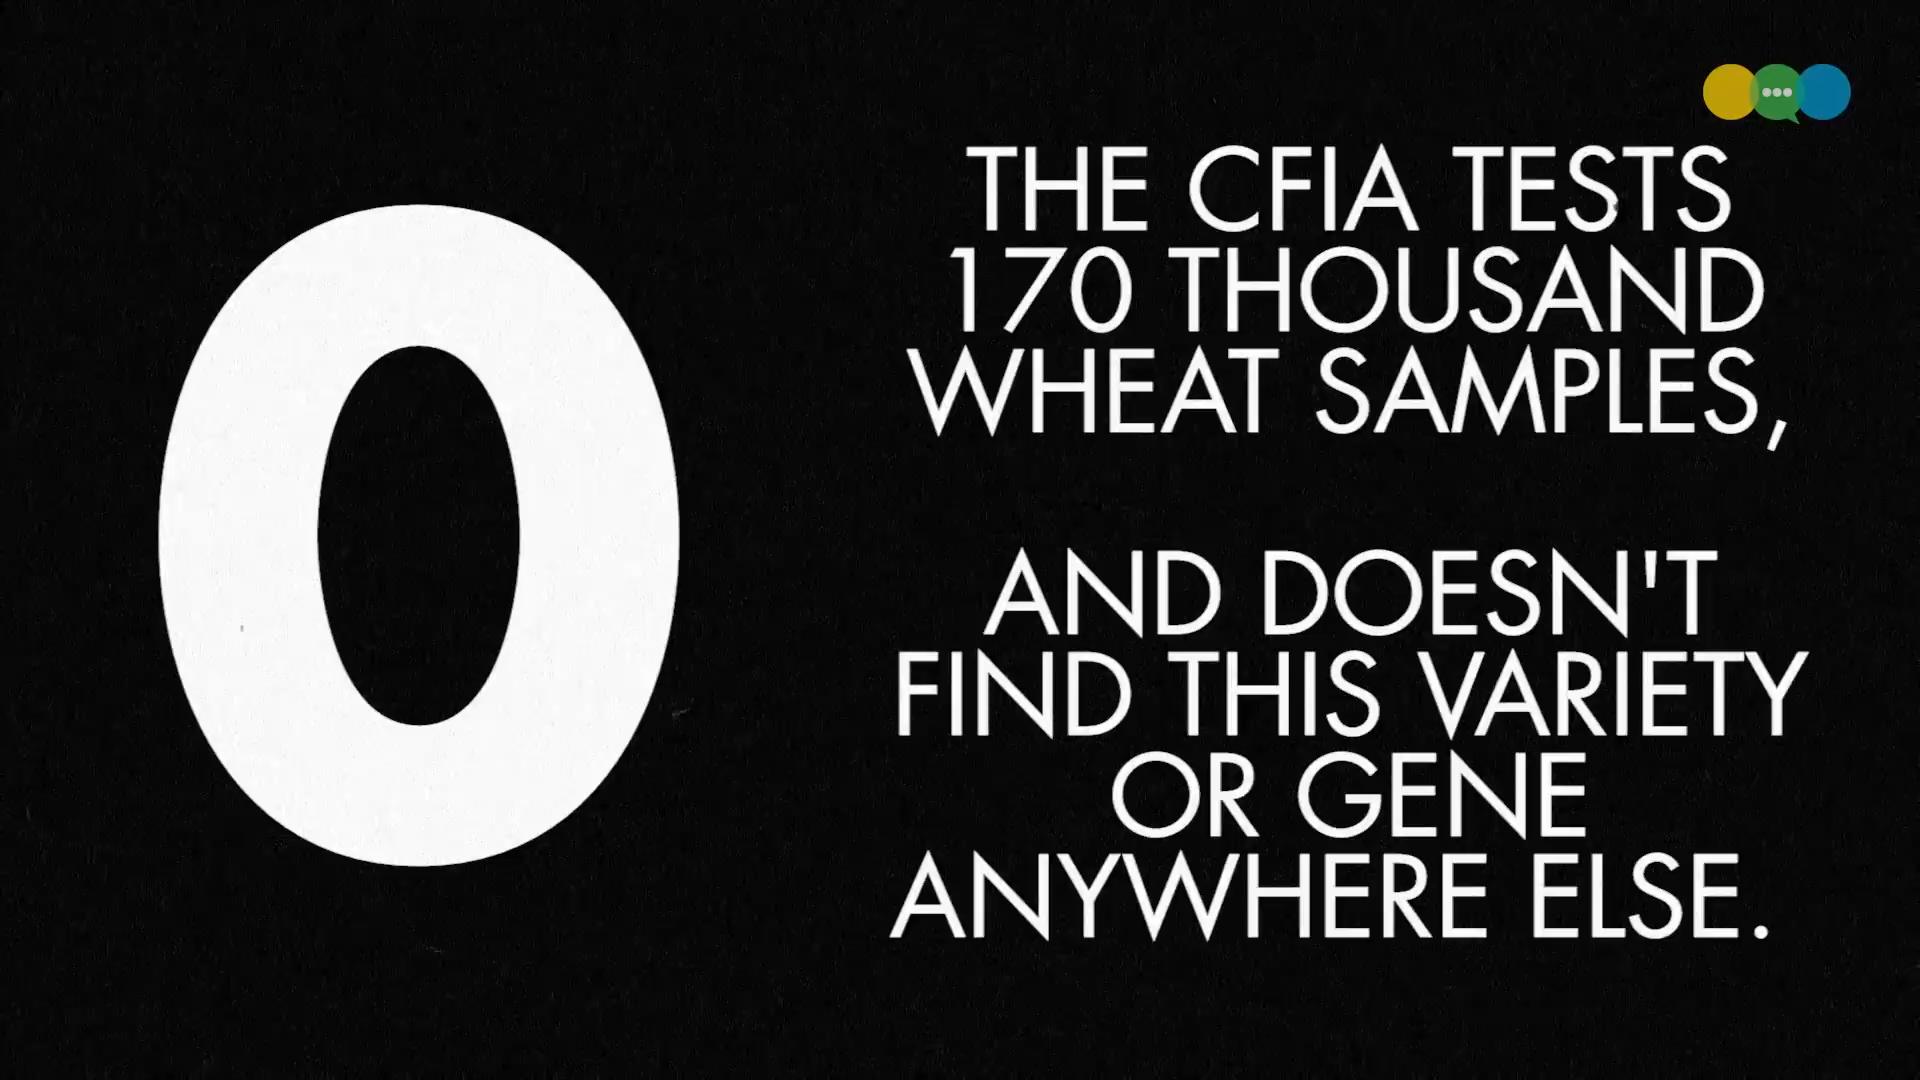 0
THE CFIA TESTS
170 THOUSAND
WHEAT SAMPLES,
AND DOESN'T
FIND THIS VARIETY
OR GENE
ANYWHERE ELSE.